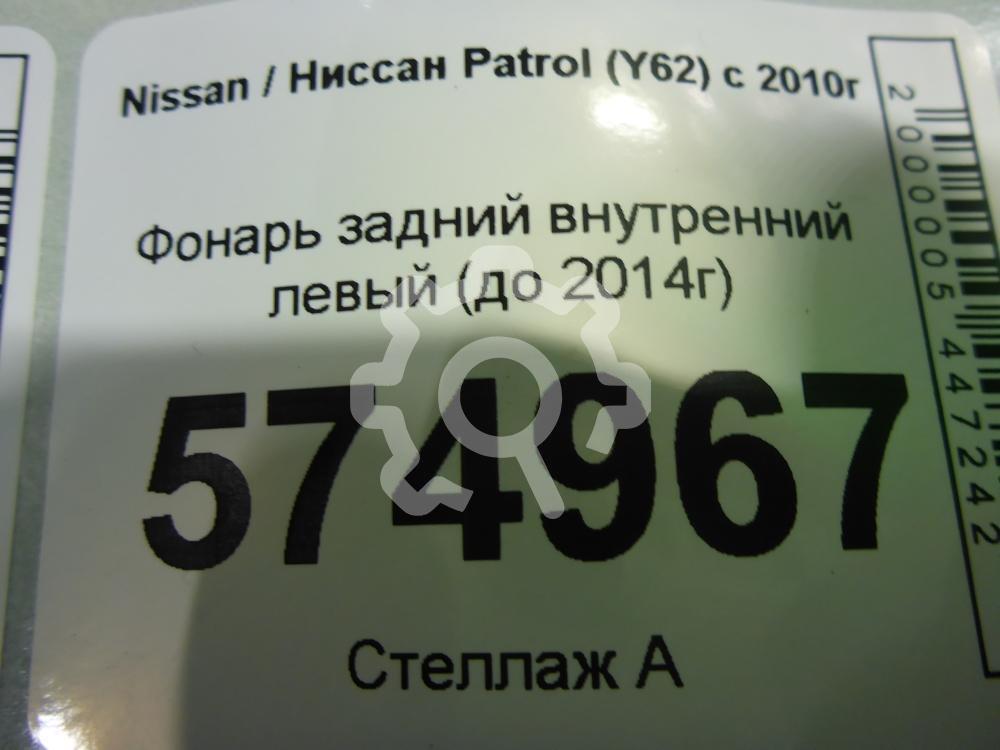 Nissan / Ниссан Patrol (Y62) с 2010г
Фонарь задний внутренний
левый (до 2014г)
574967
Стеллаж А
2000005447242